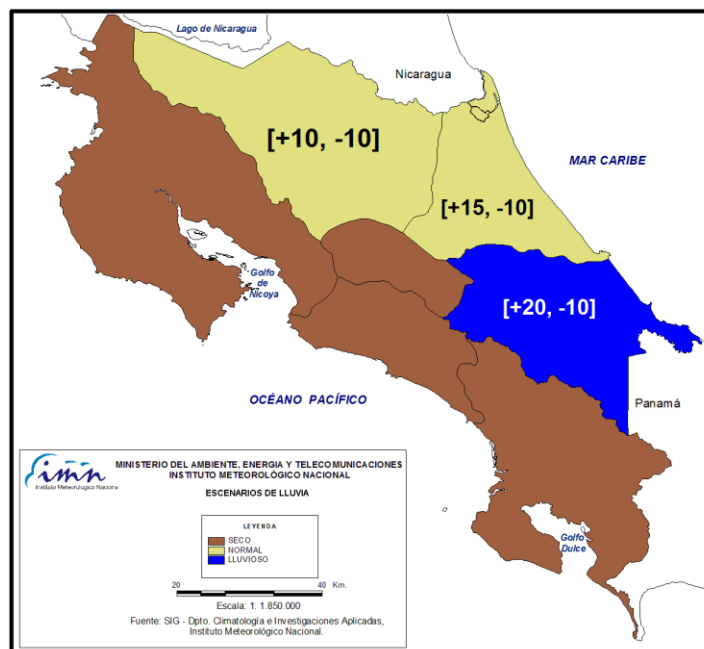 Lago de Nicaragua
Nicaragua
[+10, -10]
MAR CARIBE
[+15, -10]
Golfo
de
Nicoya
[+20, -10]
OCÉANO PACÍFICO
Panamá
imn
Instituto Meteorológico Nacional
MINISTERIO DEL AMBIENTE, ENERGIA Y TELECOMUNICACIONES
INSTITUTO METEOROLÓGICO NACIONAL
ESCENARIOS DE LLUVIA
LEYENDA
SECO
NORMAL
LLUVIOSO
20 40 Km.
Escala: 1: 1.850.000
Fuente: SIG - Dpto. Climatología e Investigaciones Aplicadas,
Instituto Meteorológico Nacional.
Golfo
Dulce